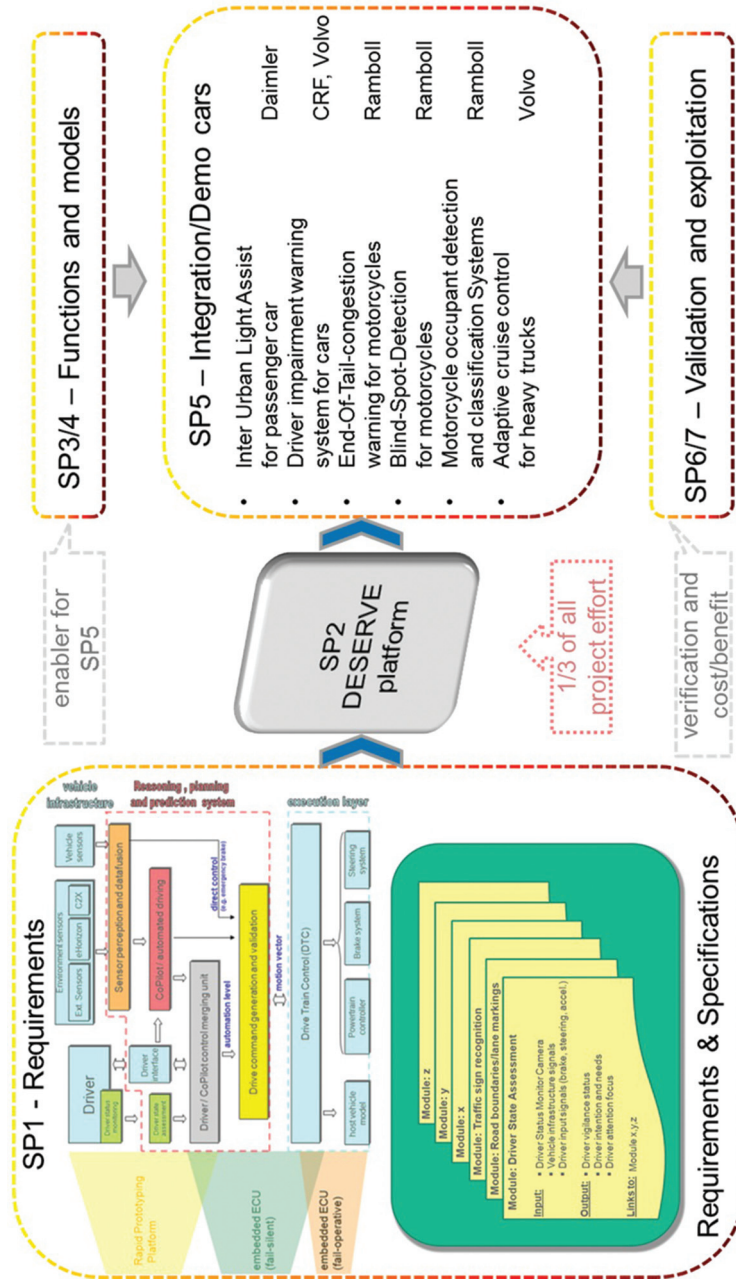 SP1 - Requirements
Rapid Prototyping
Platform
embedded ECU
(fail-silent)
embedded ECU
(fail-operative)
vehicle
infrastructure
Reasoning, planning
and prediction system
execution layer
Driver
Driver status
monitoring
Environment sensors
Ext. Sensors
eHorizon
C2X
Vehicle
sensors
Driver state
assessment
Driver
interface
Sensor perception and datafusion
CoPilot / automated driving
Driver / CoPilot control merging unit
direct control
(e.g. emergency brake)
automation level
Drive command generation and validation
motion vector
Drive Train Control (DTC)
host vehicle
model
Powertrain
controller
Brake system
Steering
system
Module: z
Module: y
Module: x
Module: Traffic sign recognition
Module: Road boundaries/lane markings
Module: Driver State Assessment
Input:
• Driver Status Monitor Camera
• Vehicle infrastructure signals
• Driver input signals (brake, steering, accel.)
Output:
• Driver vigilance status
• Driver intention and needs
• Driver attention focus
Links to: Module x,y,z
Requirements & Specifications
enabler for
SP5
SP2
DESERVE
platform
1/3 of all
project effort
verification and
cost/benefit
SP3/4 – Functions and models
SP5 – Integration/Demo cars
• Inter Urban Light Assist
for passenger car Daimler
• Driver impairment warning
system for cars CRF, Volvo
• End-Of-Tail-congestion
warning for motorcycles Ramboll
• Blind-Spot-Detection
for motorcycles Ramboll
• Motorcycle occupant detection
and classification Systems Ramboll
• Adaptive cruise control
for heavy trucks Volvo
SP6/7 – Validation and exploitation